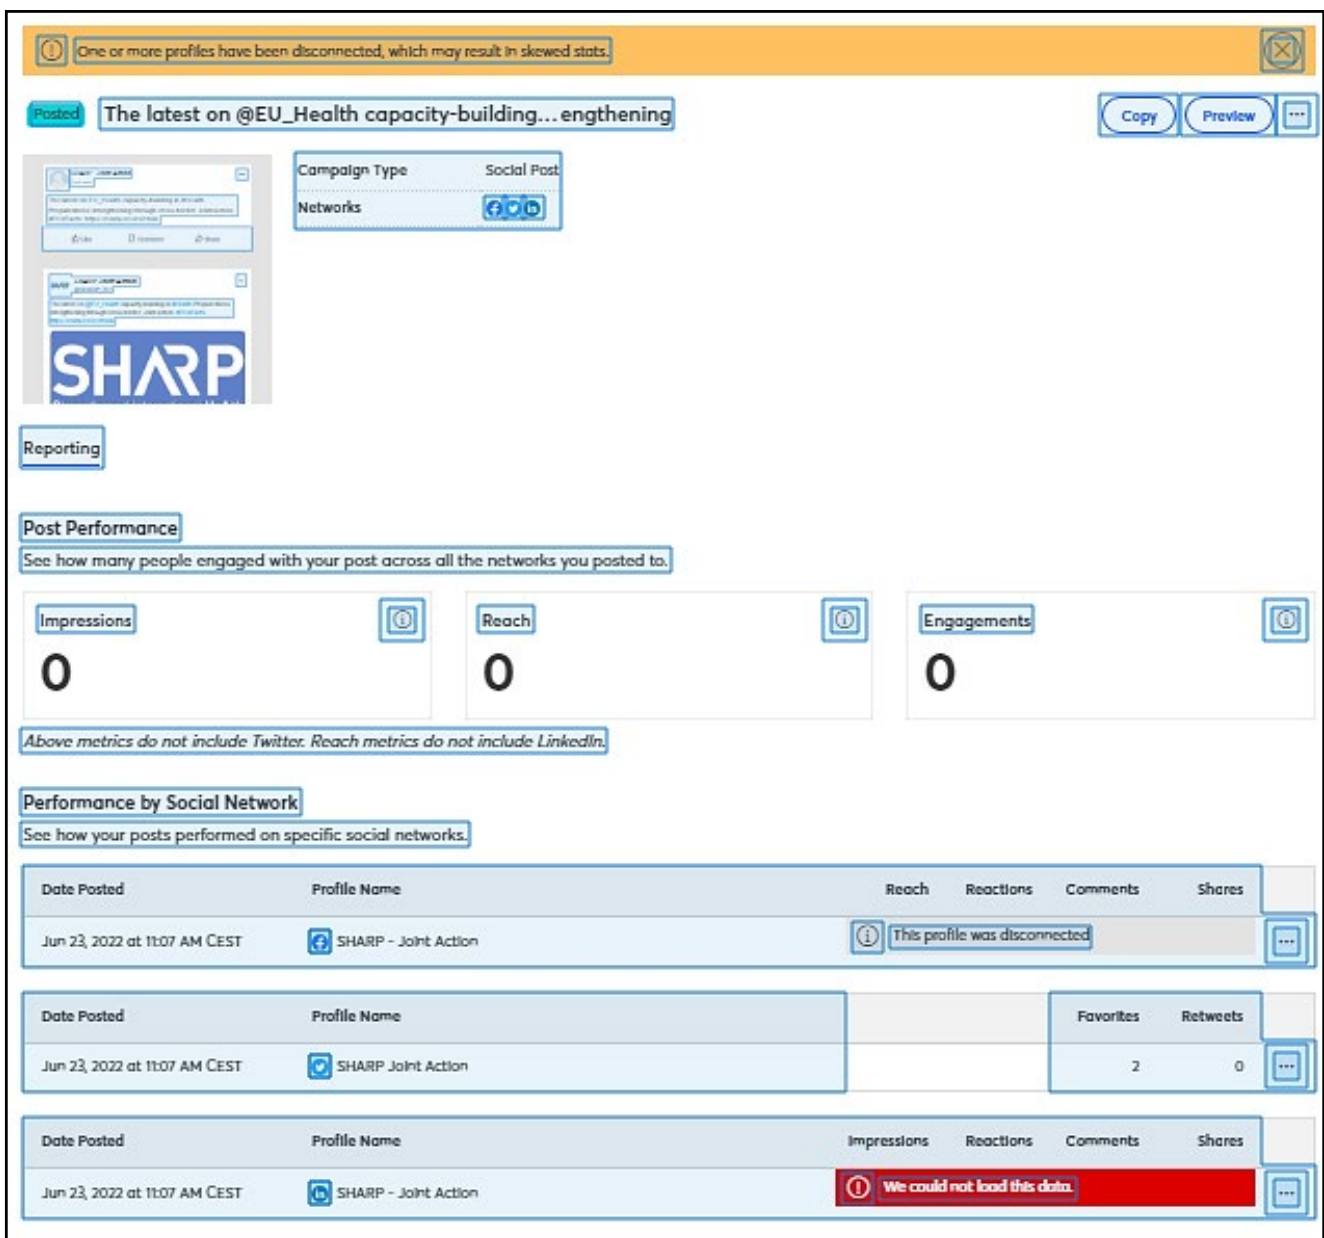 One or more profiles have been disconnected, which may result in skewed stats.
Posted The latest on @EU_Health capacity-building...engthening Copy Preview ...
Campaign Type Social Post
Networks
SHARP
Reporting
Post Performance
See how many people engaged with your post across all the networks you posted to.
Impressions Reach Engagements
0 0 0
Above metrics do not include Twitter. Reach metrics do not include LinkedIn.
Performance by Social Network
See how your posts performed on specific social networks.
Date Posted Profile Name Reach Reactions Comments Shares
Jun 23, 2022 at 11:07 AM CEST SHARP - Joint Action This profile was disconnected ...
Date Posted Profile Name Favorites Retweets
Jun 23, 2022 at 11:07 AM CEST SHARP Joint Action 2 0 ...
Date Posted Profile Name Impressions Reactions Comments Shares
Jun 23, 2022 at 11:07 AM CEST SHARP - Joint Action We could not load this data. ...